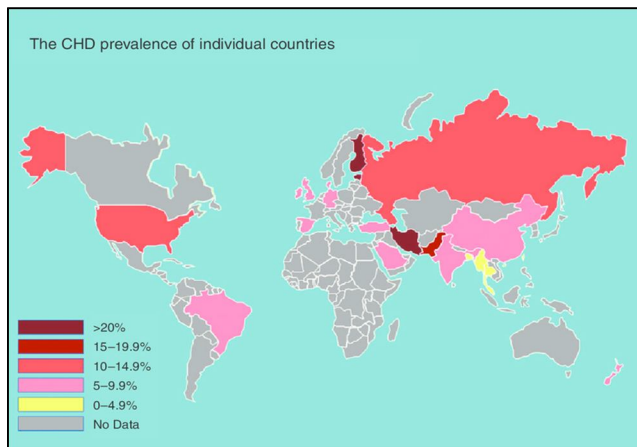 The CHD prevalence of individual countries
>20%
15–19.9%
10–14.9%
5–9.9%
0–4.9%
No Data